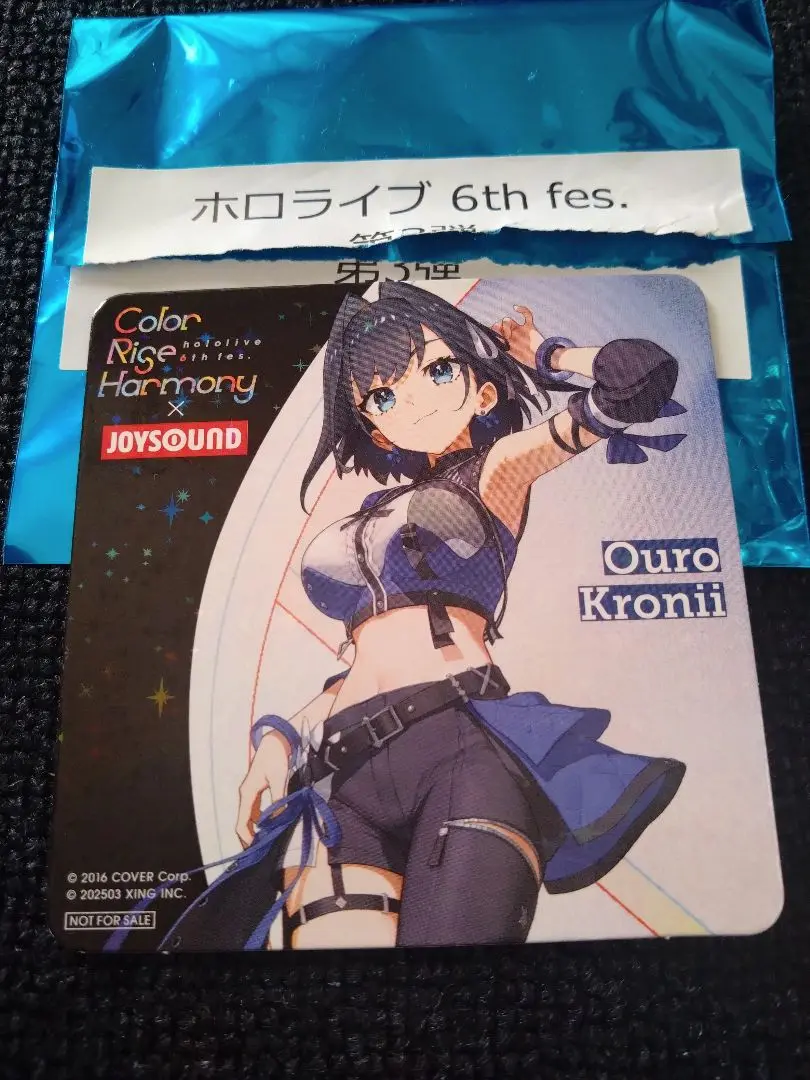 ホロライブ 6th fes.
第3弾
Color
Rise hololive
6th fes.
Harmony
×
JOYSOUND
Ouro
Kronii
© 2016 COVER Corp.
© 202503 XING INC.
NOT FOR SALE